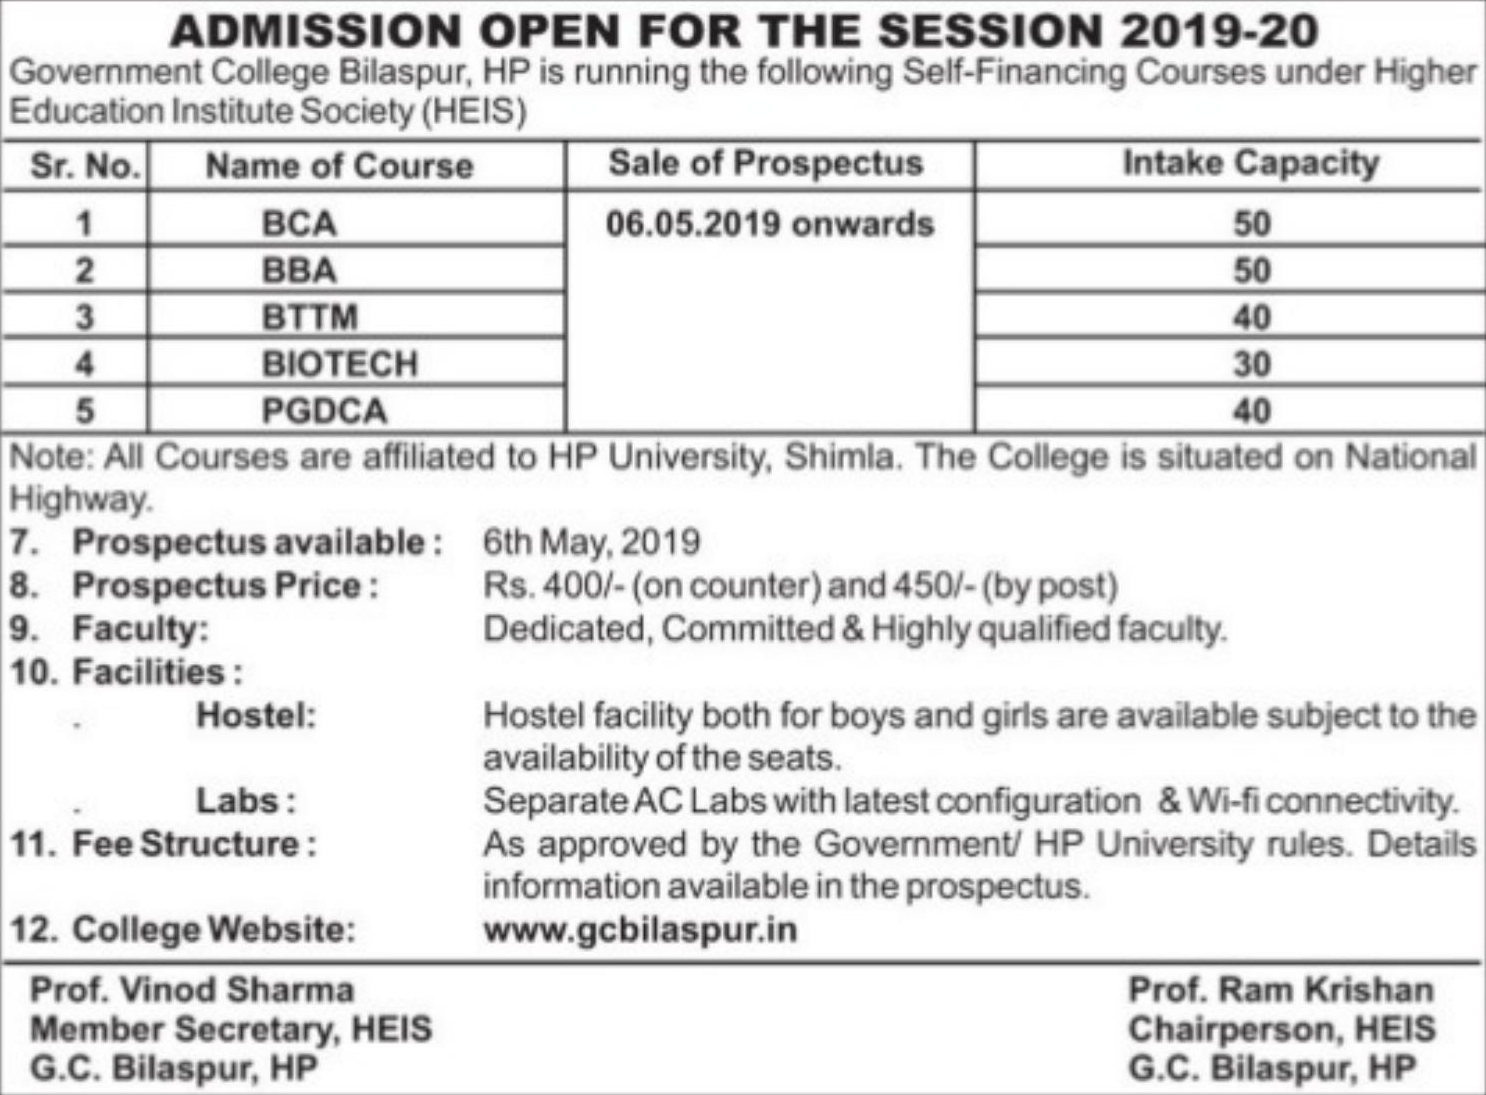 ADMISSION OPEN FOR THE SESSION 2019-20
Government College Bilaspur, HP is running the following Self-Financing Courses under Higher
Education Institute Society (HEIS)
Sr. No. Name of Course Sale of Prospectus Intake Capacity
1 BCA 06.05.2019 onwards 50
2 BBA 50
3 BTTM 40
4 BIOTECH 30
5 PGDCA 40
Note: All Courses are affiliated to HP University, Shimla. The College is situated on National
Highway.
7. Prospectus available : 6th May, 2019
8. Prospectus Price : Rs. 400/- (on counter) and 450/- (by post)
9. Faculty: Dedicated, Committed & Highly qualified faculty.
10. Facilities :
. Hostel: Hostel facility both for boys and girls are available subject to the
availability of the seats.
. Labs : Separate AC Labs with latest configuration & Wi-fi connectivity.
11. Fee Structure : As approved by the Government/ HP University rules. Details
information available in the prospectus.
12. College Website: www.gcbilaspur.in
Prof. Vinod Sharma
Member Secretary, HEIS
G.C. Bilaspur, HP
Prof. Ram Krishan
Chairperson, HEIS
G.C. Bilaspur, HP